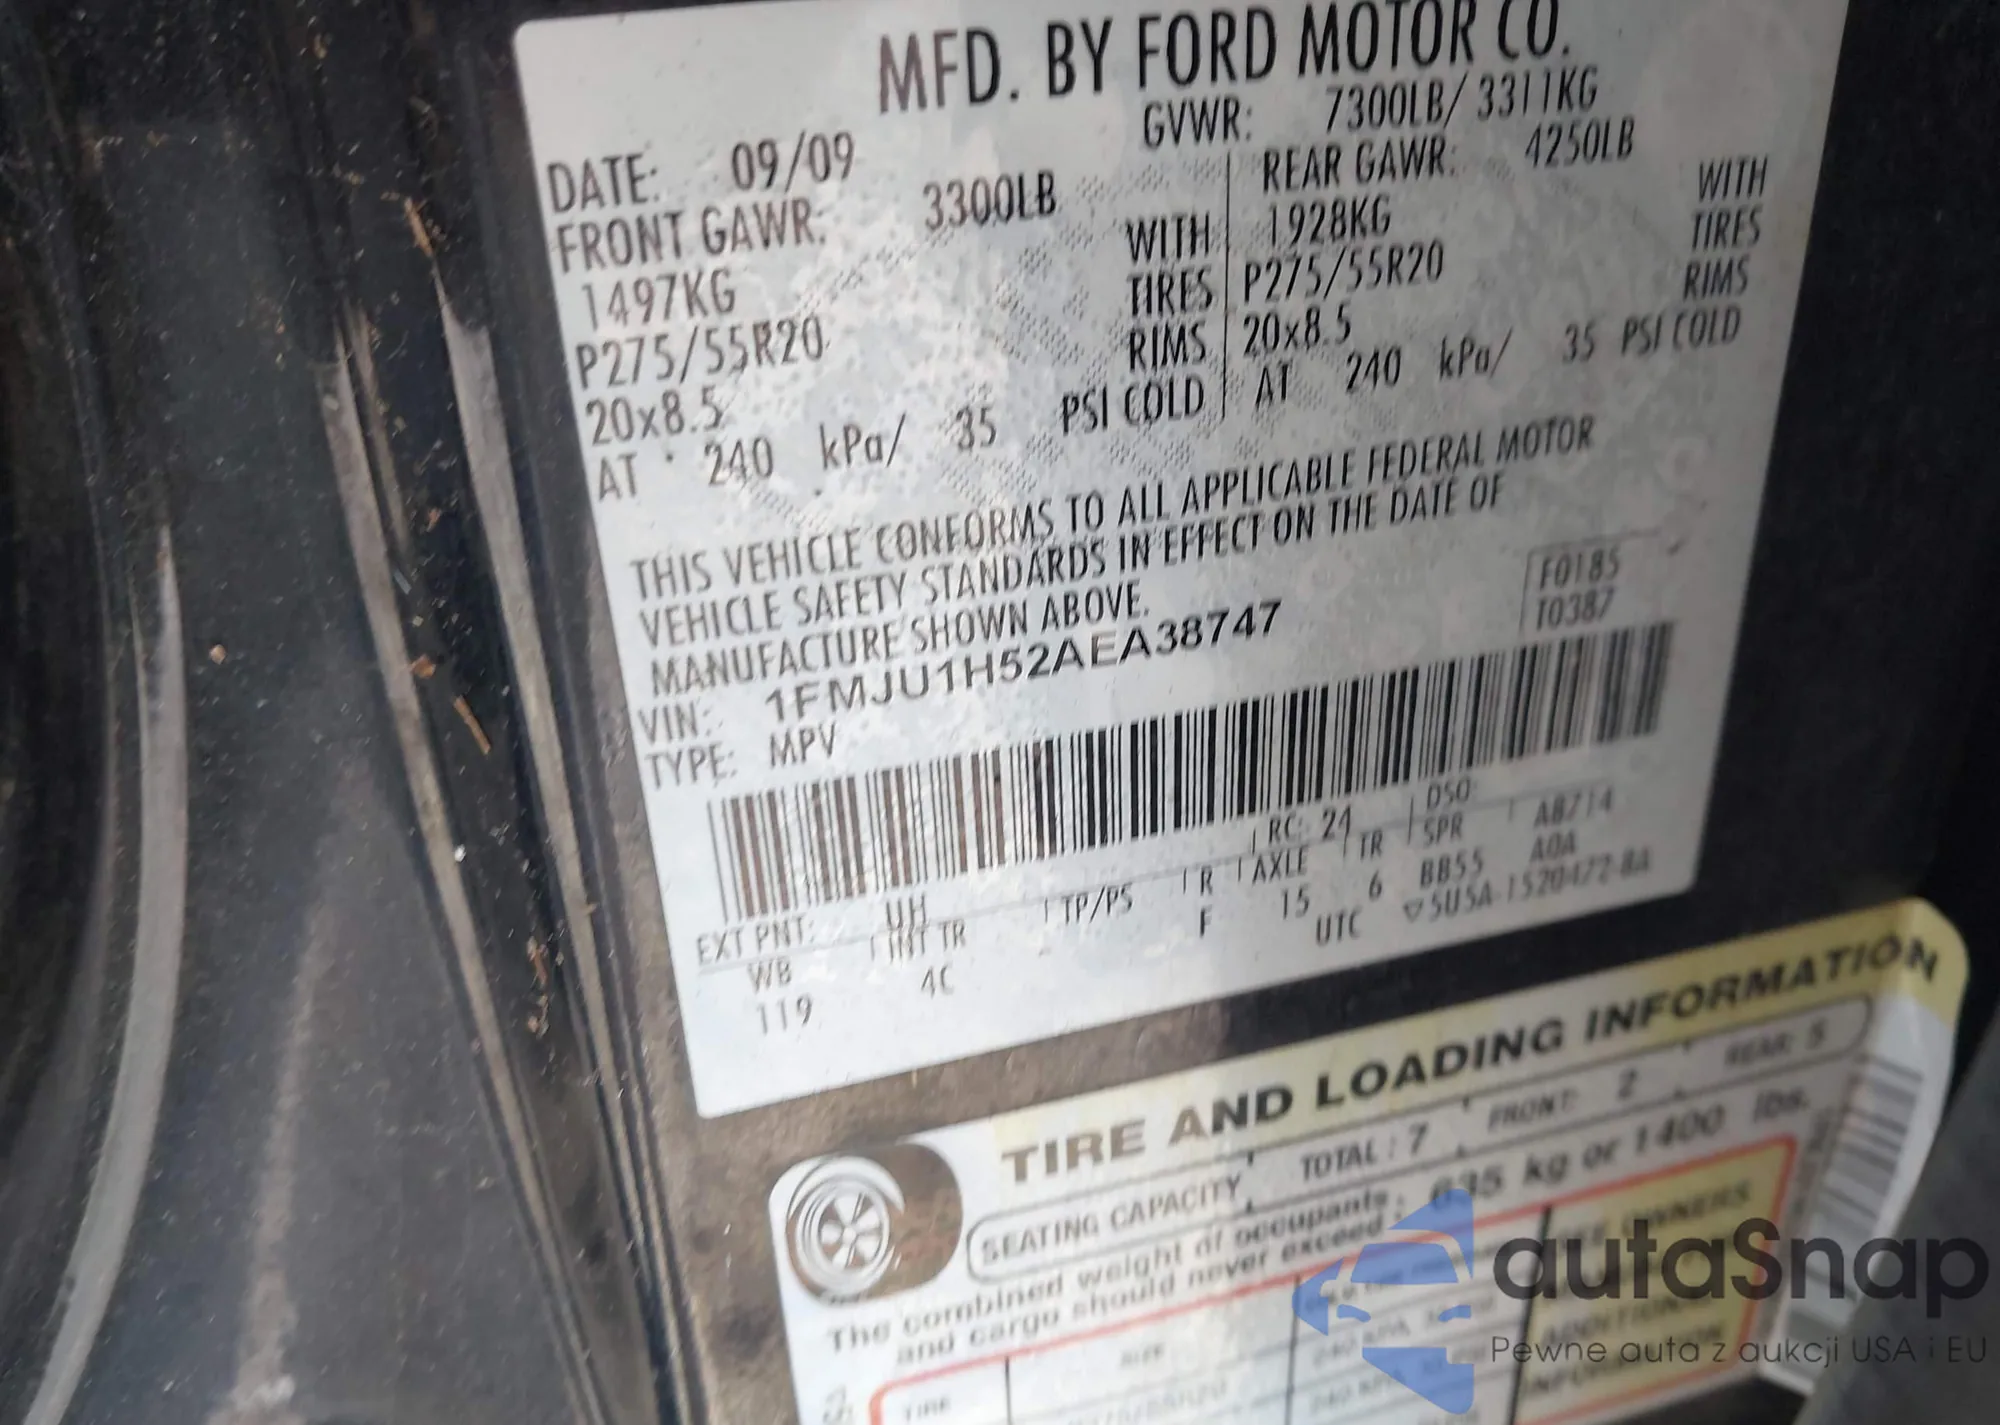 MFD. BY FORD MOTOR CO.
DATE: 09/09 GVWR: 7300LB/ 3311KG
FRONT GAWR: 3300LB REAR GAWR: 4250LB
1497KG WITH 1928KG WITH
P275/55R20 TIRES P275/55R20 TIRES
20x8.5 RIMS 20x8.5 RIMS
AT 240 kPa/ 35 PSI COLD AT 240 kPa/ 35 PSI COLD
THIS VEHICLE CONFORMS TO ALL APPLICABLE FEDERAL MOTOR
VEHICLE SAFETY STANDARDS IN EFFECT ON THE DATE OF
MANUFACTURE SHOWN ABOVE.
F0185
T0387
VIN: 1FMJU1H52AEA38747
TYPE: MPV
EXT PNT: UH RC: 24 DSO:
WB INT TR TP/PS R AXLE TR SPR A8714
119 4C F 15 6 BB55 A0A
UTC ▽5U5A-1520472-BA
TIRE AND LOADING INFORMATION
SEATING CAPACITY TOTAL : 7 FRONT: 2 REAR: 5
The combined weight of occupants 635 kg or 1400 lbs.
and cargo should never exceed :
TIRE SIZE
SEE OWNERS
ADDITIONAL
INFORMATION
autaSnap
Pewne auta z aukcji USA i EU